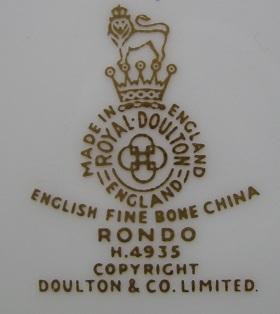 MADE IN ENGLAND
ROYAL·DOULTON
ENGLAND
ENGLISH FINE BONE CHINA
RONDO
H.4935
COPYRIGHT
DOULTON & CO. LIMITED.